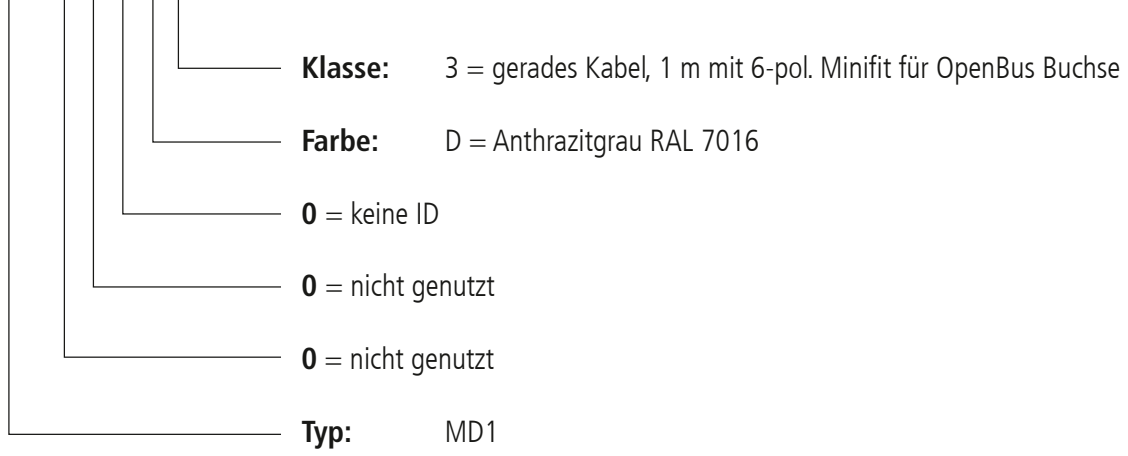 Klasse: 3 = gerades Kabel, 1 m mit 6-pol. Minifit für OpenBus Buchse
Farbe: D = Anthrazitgrau RAL 7016
0 = keine ID
0 = nicht genutzt
0 = nicht genutzt
Typ: MD1